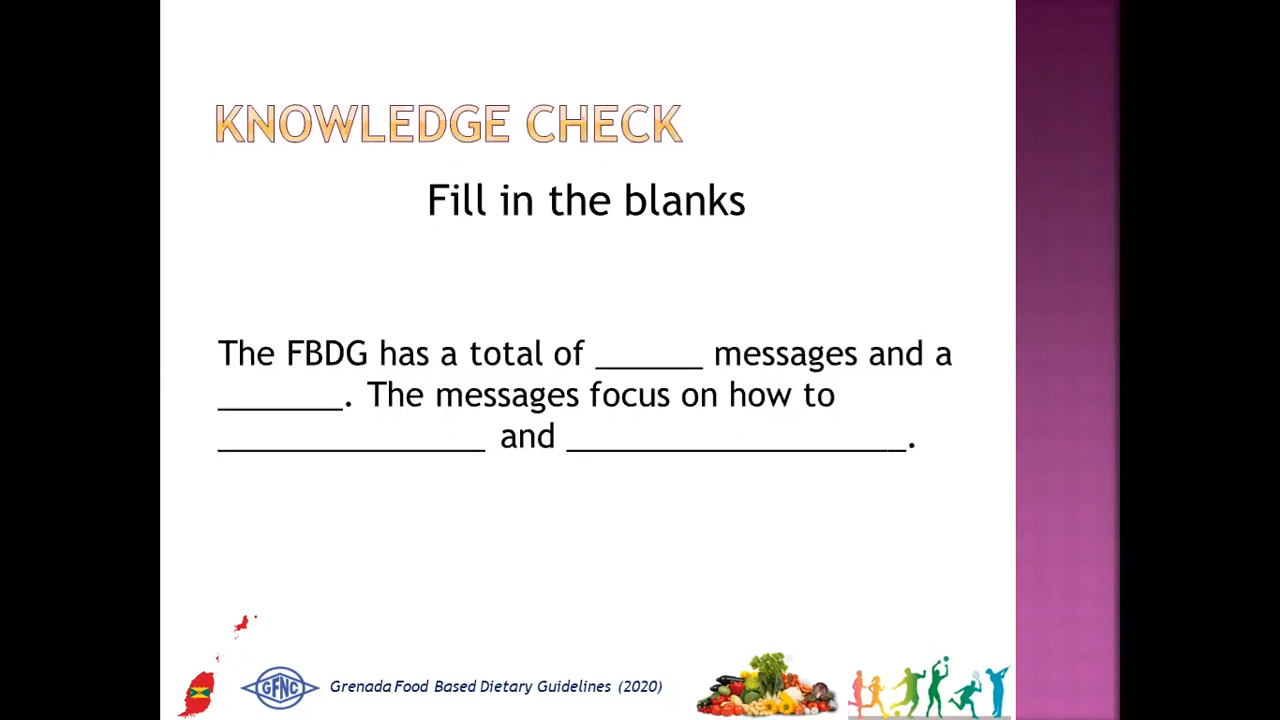 KNOWLEDGE CHECK
Fill in the blanks
The FBDG has a total of ______ messages and a
_______. The messages focus on how to
_______________ and ___________________.
GFNC
Grenada Food Based Dietary Guidelines (2020)